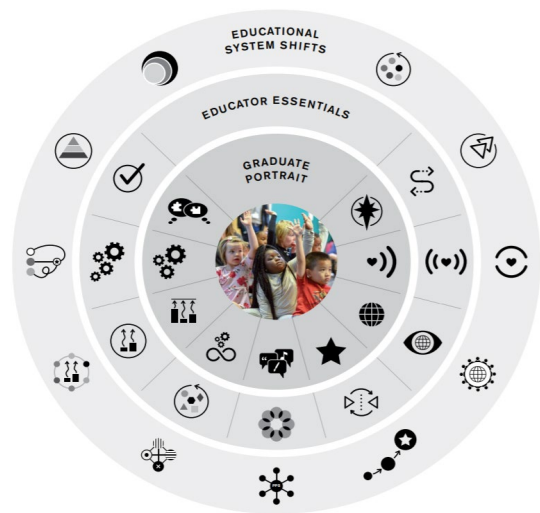 EDUCATIONAL
SYSTEM SHIFTS
EDUCATOR ESSENTIALS
GRADUATE
PORTRAIT